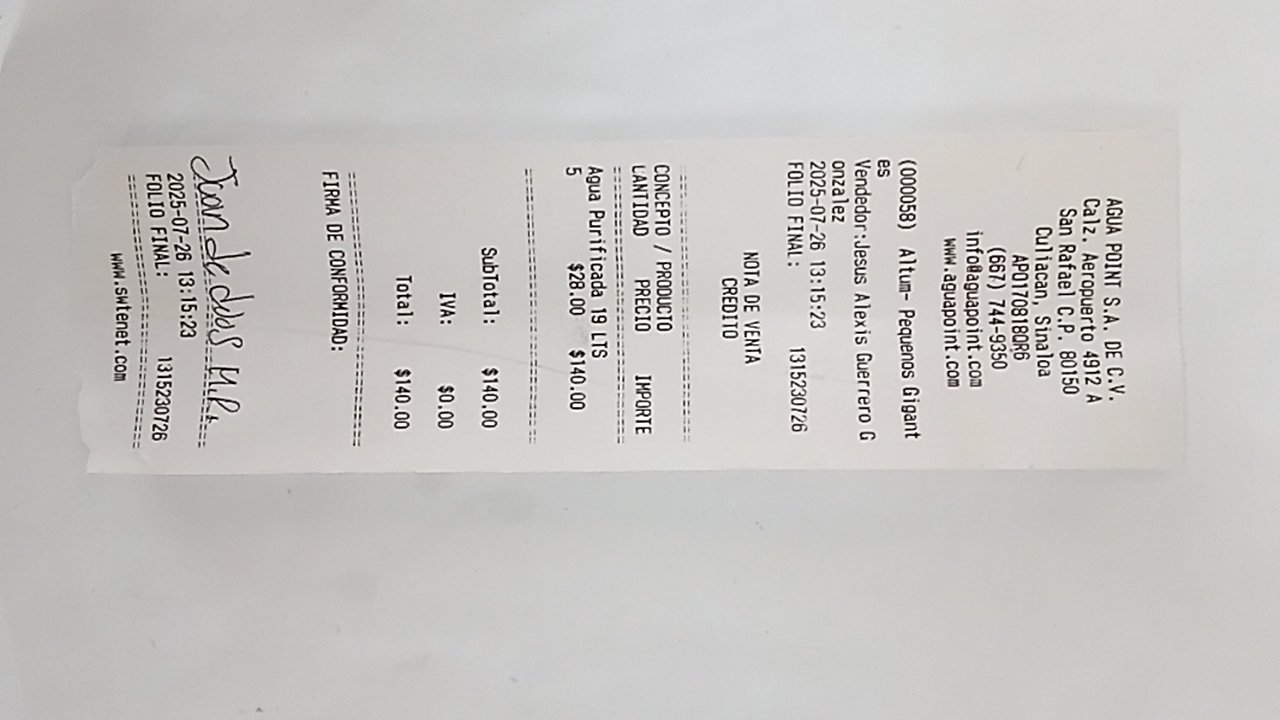 AGUA POINT S.A. DE C.V.
Calz. Aeropuerto 4912 A
San Rafael C.P. 80150
Culiacan, Sinaloa
APO170818QR6
(667) 744-9350
info@aguapoint.com
www.aguapoint.com
(000058) Altum- Pequenos Gigant
es
Vendedor:Jesus Alexis Guerrero G
onzalez
2025-07-26 13:15:23
FOLIO FINAL: 1315230726
NOTA DE VENTA
CREDITO
================================
CONCEPTO / PRODUCTO
CANTIDAD PRECIO IMPORTE
================================
Agua Purificada 19 LTS
5 $28.00 $140.00
================================
SubTotal: $140.00
IVA: $0.00
Total: $140.00
================================
FIRMA DE CONFORMIDAD:
================================
2025-07-26 13:15:23
FOLIO FINAL: 1315230726
================================
www.swtenet.com